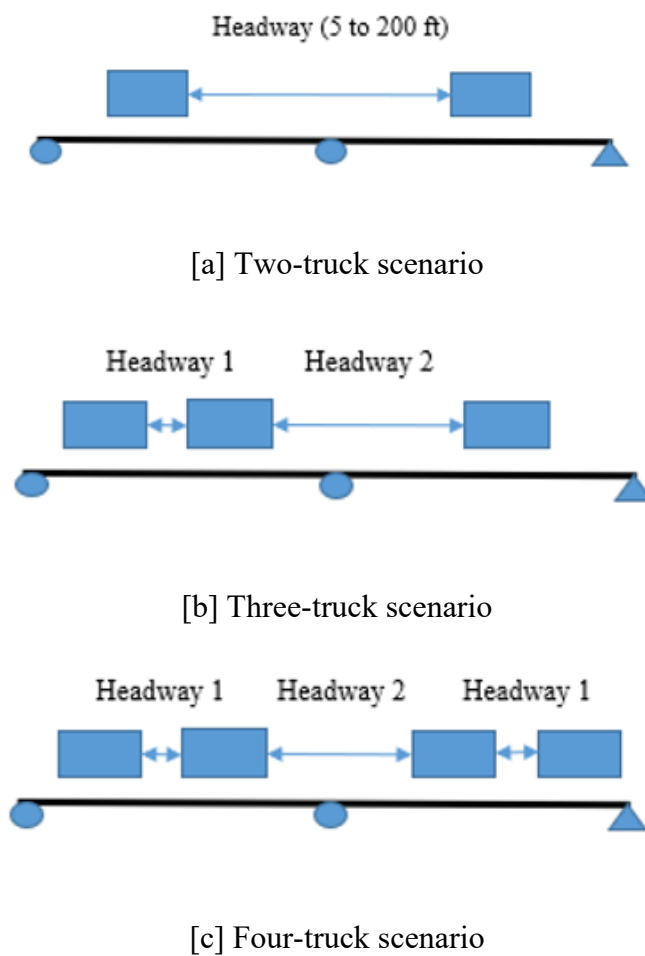 Headway (5 to 200 ft)
[a] Two-truck scenario
Headway 1 Headway 2
[b] Three-truck scenario
Headway 1 Headway 2 Headway 1
[c] Four-truck scenario